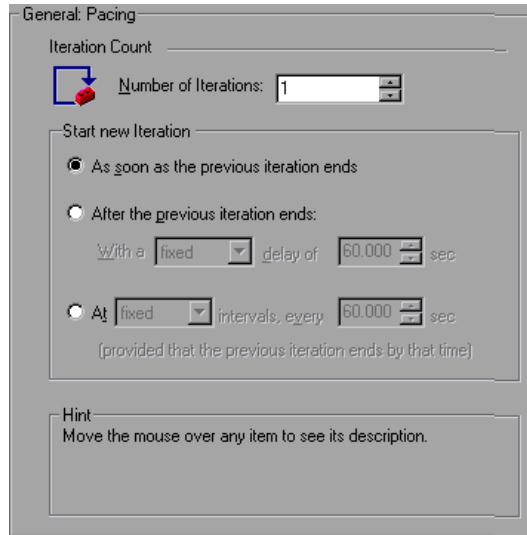 General: Pacing
Iteration Count
Number of Iterations: 1
Start new Iteration
As soon as the previous iteration ends
After the previous iteration ends:
With a fixed delay of 60.000 sec
At fixed intervals, every 60.000 sec
(provided that the previous iteration ends by that time)
Hint
Move the mouse over any item to see its description.